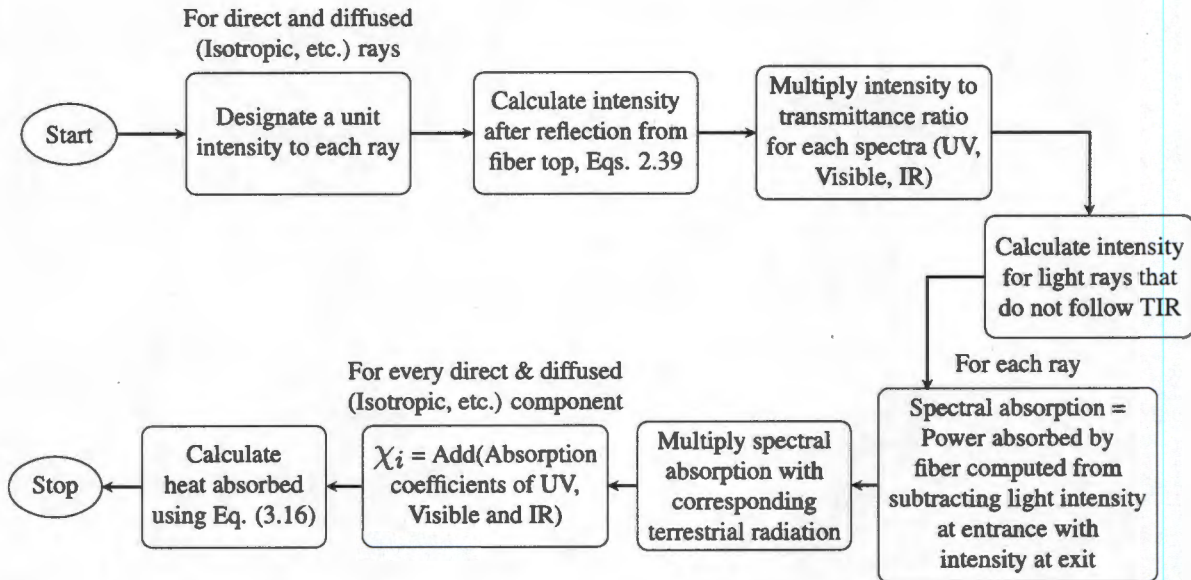 For direct and diffused
(Isotropic, etc.) rays
Start
Designate a unit
intensity to each ray
Calculate intensity
after reflection from
fiber top, Eqs. 2.39
Multiply intensity to
transmittance ratio
for each spectra (UV,
Visible, IR)
Calculate intensity
for light rays that
do not follow TIR
For each ray
Spectral absorption =
Power absorbed by
fiber computed from
subtracting light intensity
at entrance with
intensity at exit
Multiply spectral
absorption with
corresponding
terrestrial radiation
For every direct & diffused
(Isotropic, etc.) component
χi = Add(Absorption
coefficients of UV,
Visible and IR)
Calculate
heat absorbed
using Eq. (3.16)
Stop